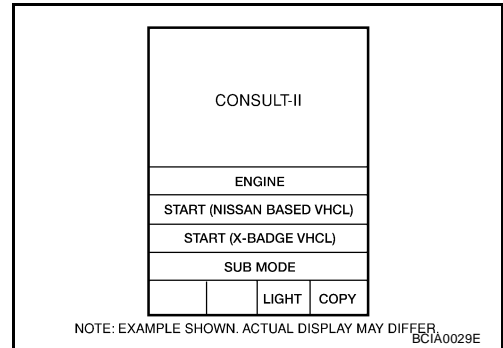 CONSULT-II
ENGINE
START (NISSAN BASED VHCL)
START (X-BADGE VHCL)
SUB MODE
LIGHT COPY
NOTE: EXAMPLE SHOWN. ACTUAL DISPLAY MAY DIFFER.
BCIA0029E